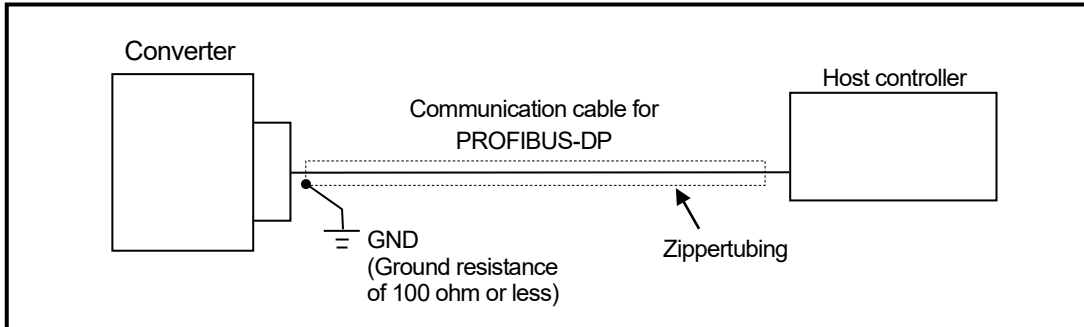 Converter
Host controller
Communication cable for
PROFIBUS-DP
Zippertubing
GND
(Ground resistance
of 100 ohm or less)